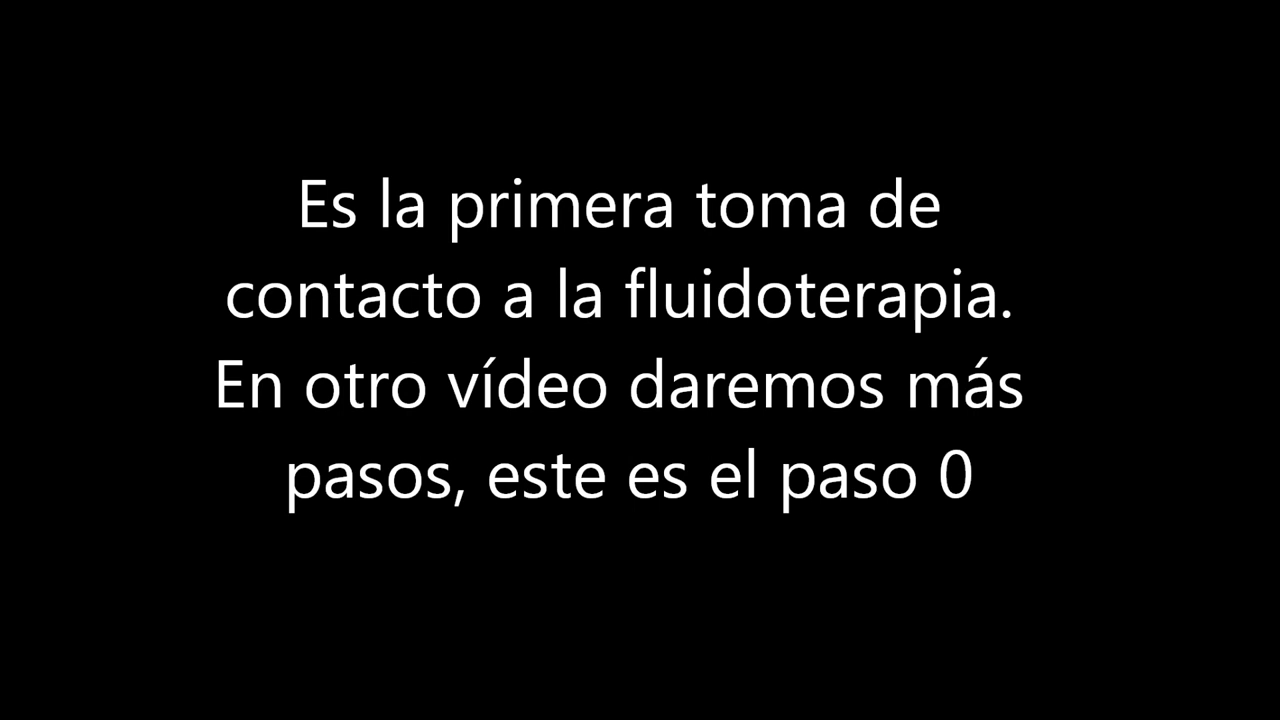 Es la primera toma de
contacto a la fluidoterapia.
En otro vídeo daremos más
pasos, este es el paso 0